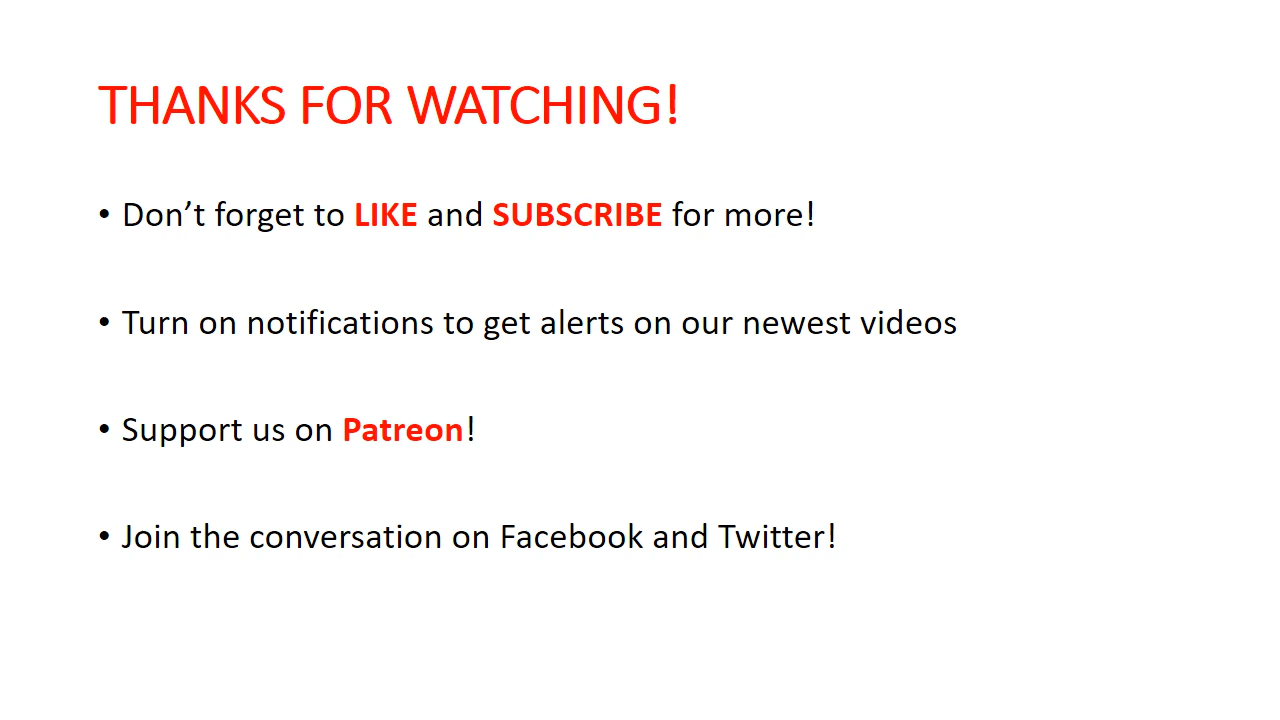 THANKS FOR WATCHING!
• Don’t forget to LIKE and SUBSCRIBE for more!
• Turn on notifications to get alerts on our newest videos
• Support us on Patreon!
• Join the conversation on Facebook and Twitter!